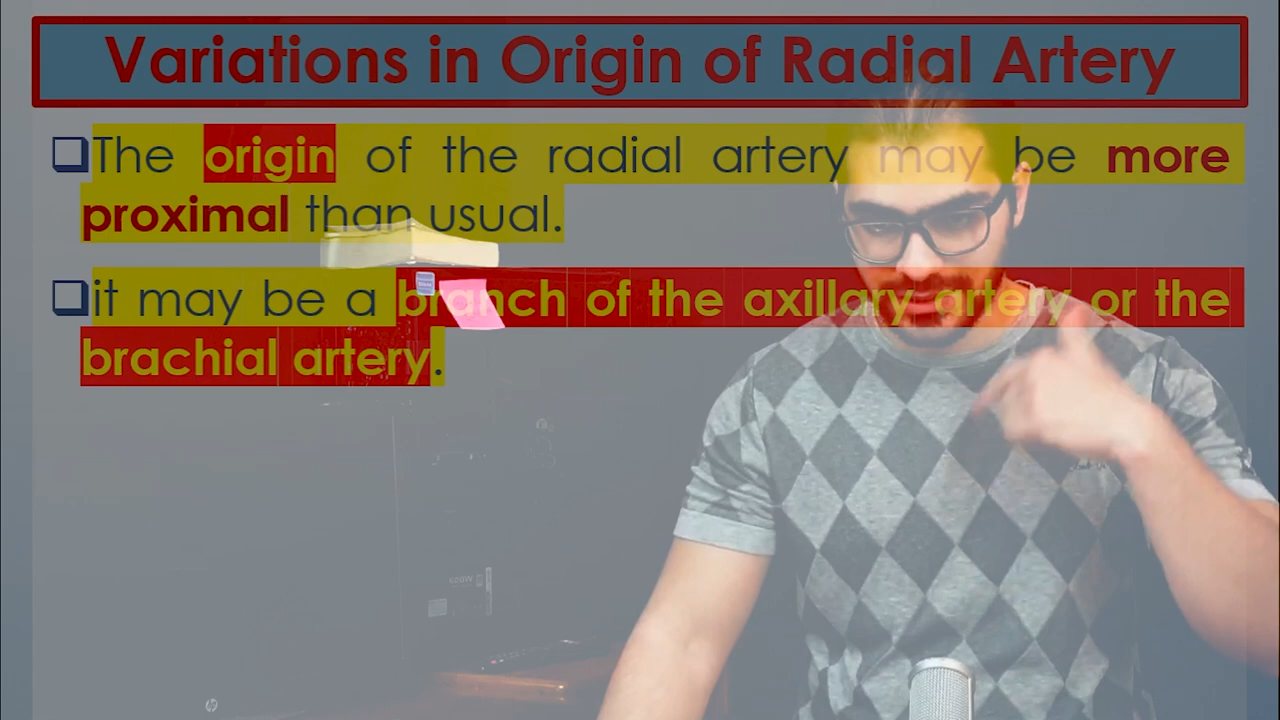 Variations in Origin of Radial Artery
The origin of the radial artery may be more
proximal than usual.
it may be a branch of the axillary artery or the
brachial artery.
hp